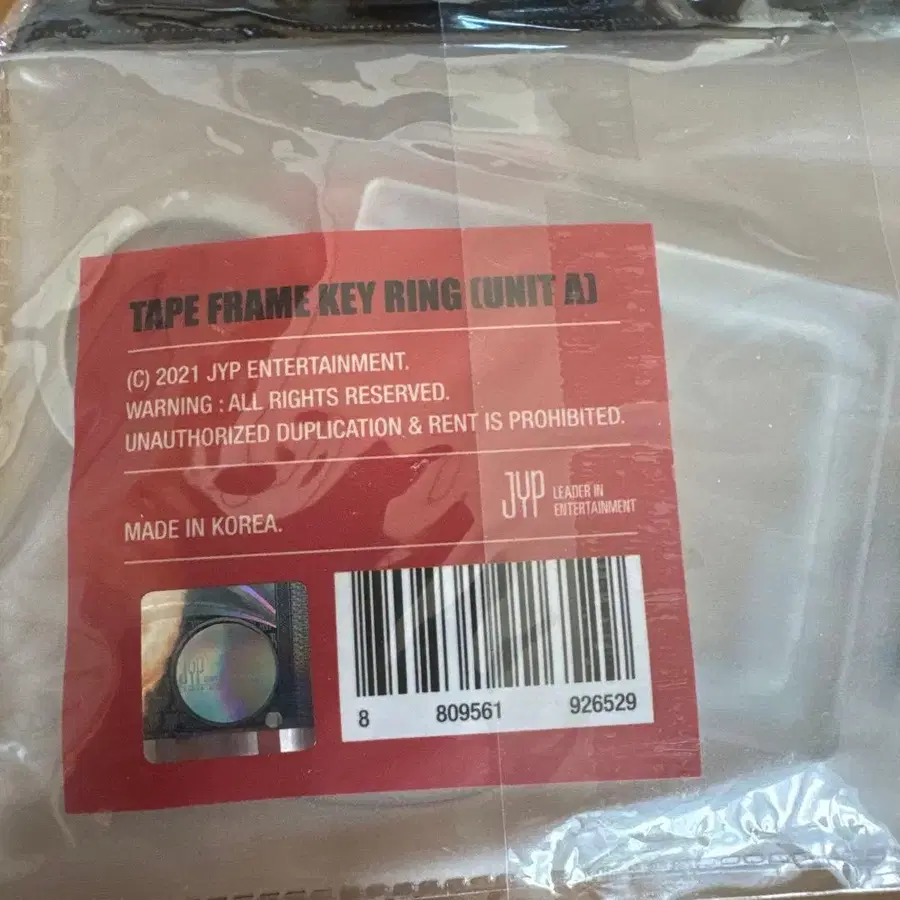 TAPE FRAME KEY RING (UNIT A)
(C) 2021 JYP ENTERTAINMENT.
WARNING : ALL RIGHTS RESERVED.
UNAUTHORIZED DUPLICATION & RENT IS PROHIBITED.
JYP LEADER IN
ENTERTAINMENT
MADE IN KOREA.
JYP
8 809561 926529